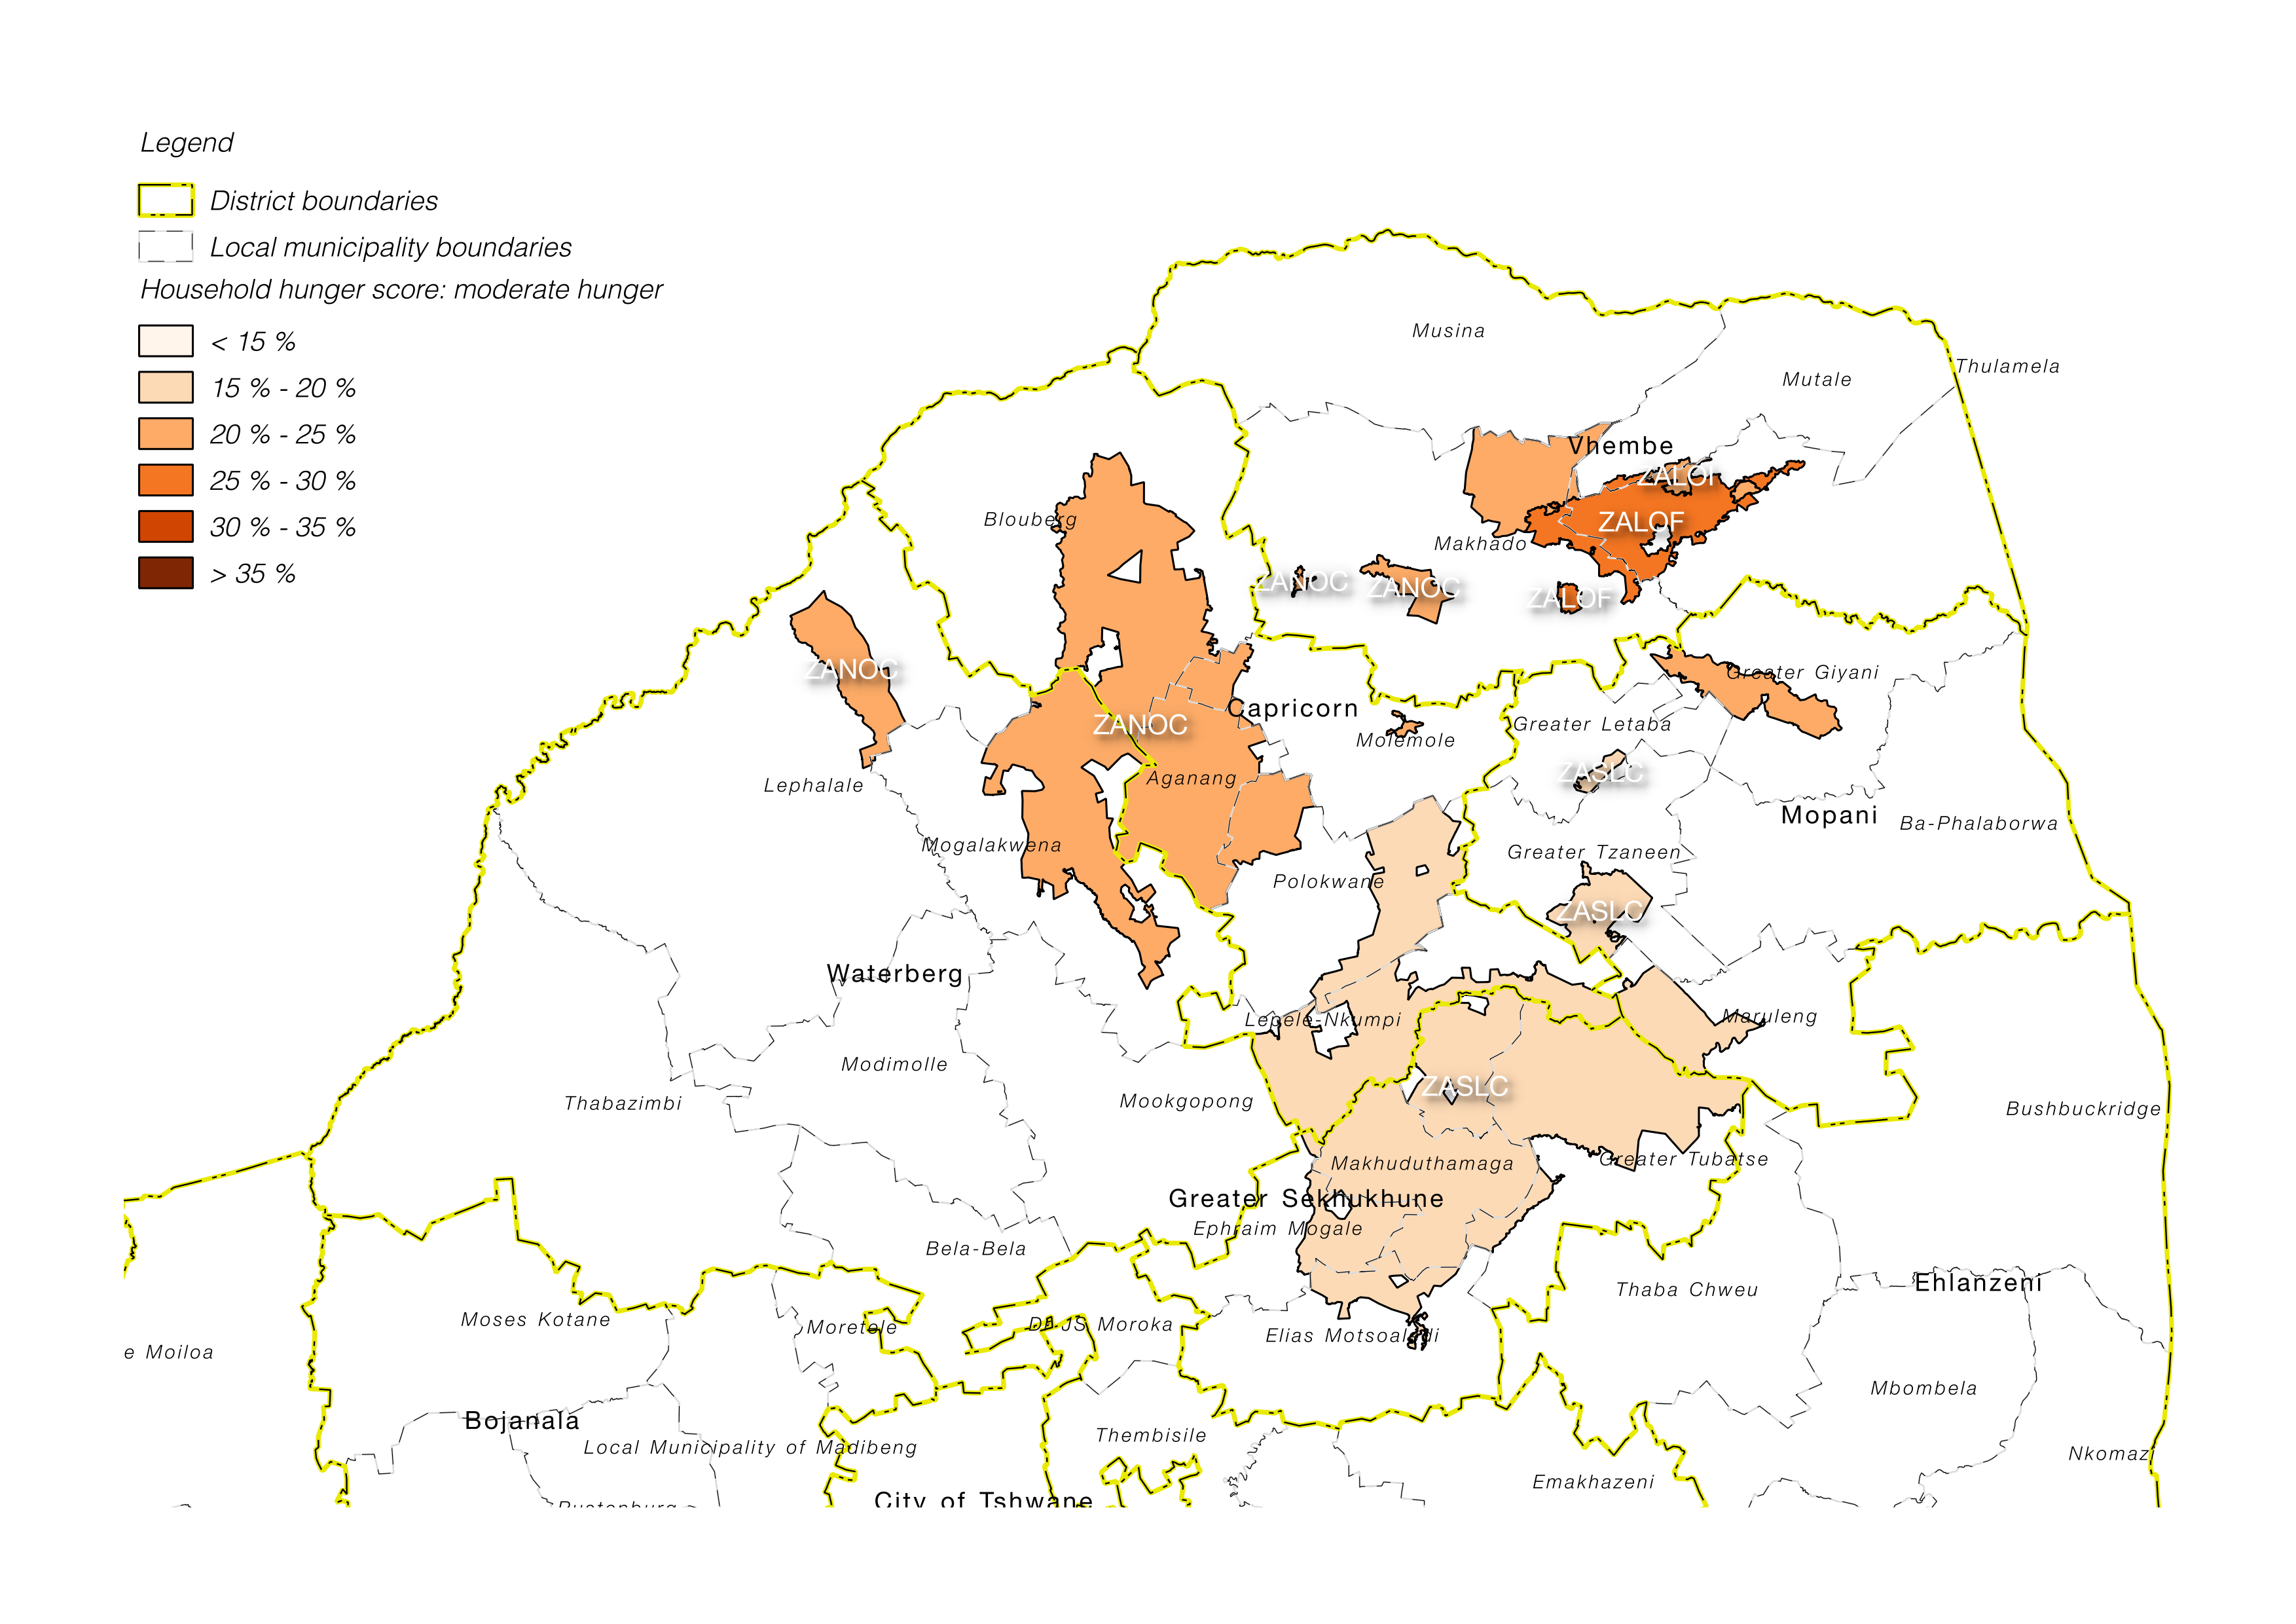 Legend
District boundaries
Local municipality boundaries
Household hunger score: moderate hunger
< 15 %
15 % - 20 %
20 % - 25 %
25 % - 30 %
30 % - 35 %
> 35 %
Musina
Thulamela
Mutale
Vhembe
ZALOF
Blouberg
ZALOF
Makhado
ZANOC
ZANOC
ZALOF
ZANOC
Greater Giyani
Capricorn
ZANOC
Greater Letaba
Molemole
ZASLC
Aganang
Lephalale
Mopani
Ba-Phalaborwa
Mogalakwena
Greater Tzaneen
Polokwane
ZASLC
Waterberg
Lepele-Nkumpi
Maruleng
Modimolle
ZASLC
Thabazimbi
Mookgopong
Bushbuckridge
Makhuduthamaga
Greater Tubatse
Greater Sekhukhune
Ephraim Mogale
Bela-Bela
Ehlanzeni
Thaba Chweu
Moses Kotane
Moretele
Dr JS Moroka
Elias Motsoaledi
e Moiloa
Mbombela
Bojanala
Thembisile
Local Municipality of Madibeng
Nkomazi
Emakhazeni
City of Tshwane
Rustenburg